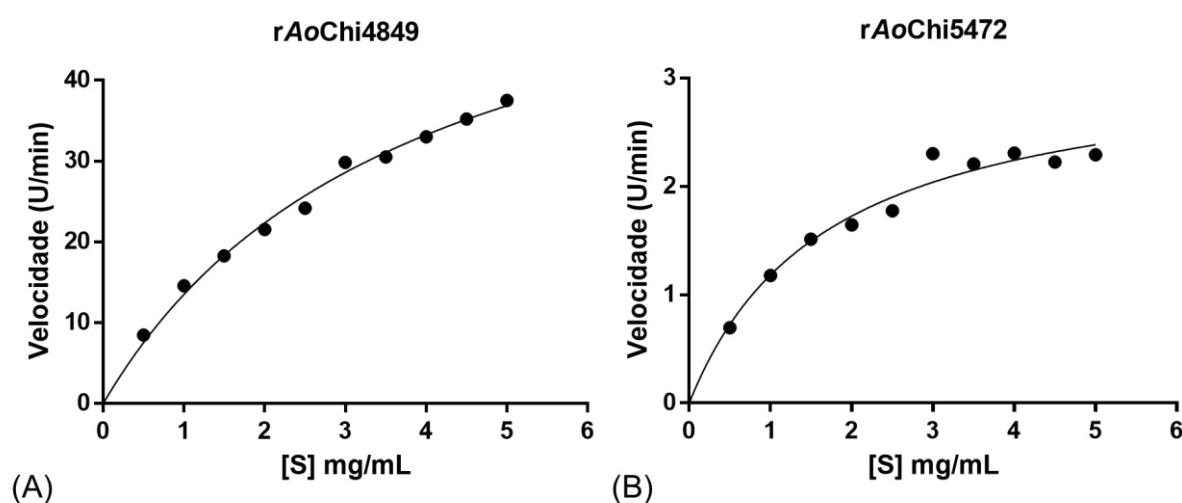 rAoChi4849
Velocidade (U/min)
40
30
20
10
0
0 1 2 3 4 5 6
[S] mg/mL
(A)
rAoChi5472
Velocidade (U/min)
3
2
1
0
0 1 2 3 4 5 6
[S] mg/mL
(B)